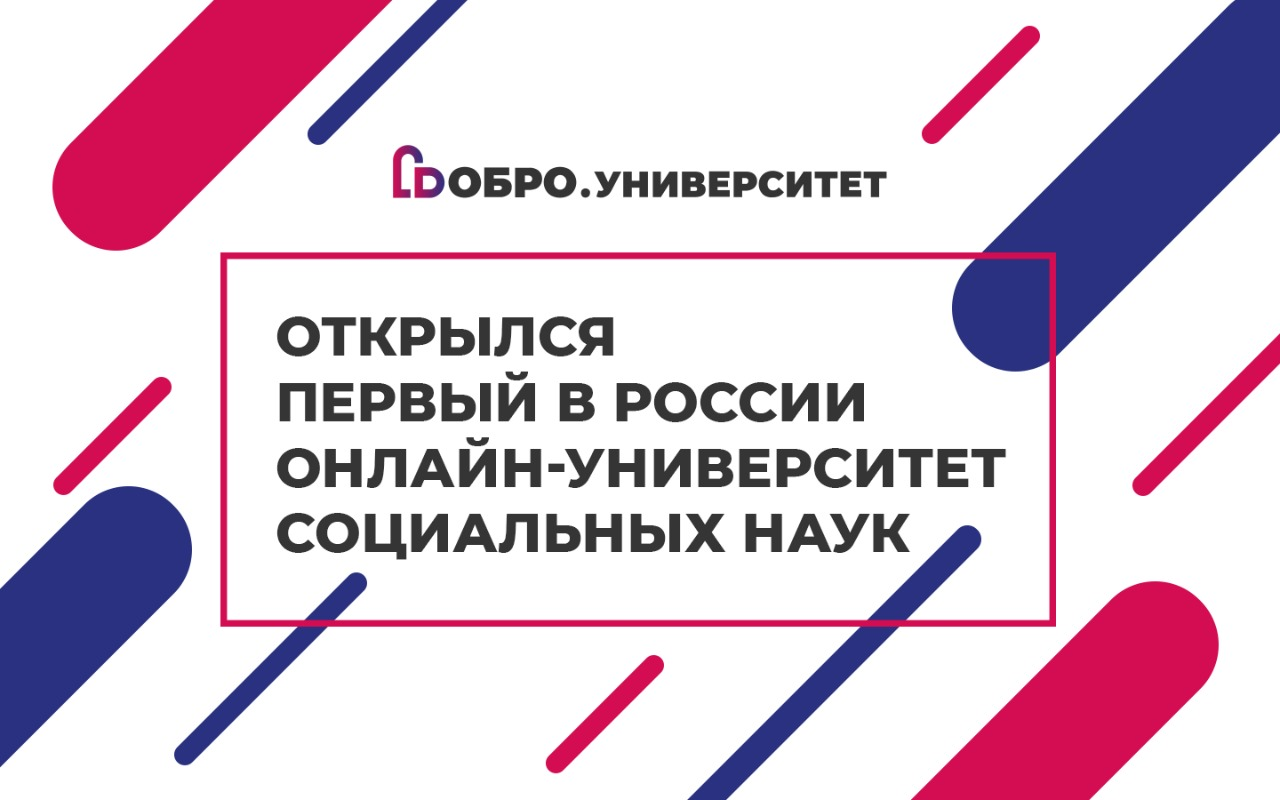 ДОБРО.УНИВЕРСИТЕТ
ОТКРЫЛСЯ
ПЕРВЫЙ В РОССИИ
ОНЛАЙН-УНИВЕРСИТЕТ
СОЦИАЛЬНЫХ НАУК